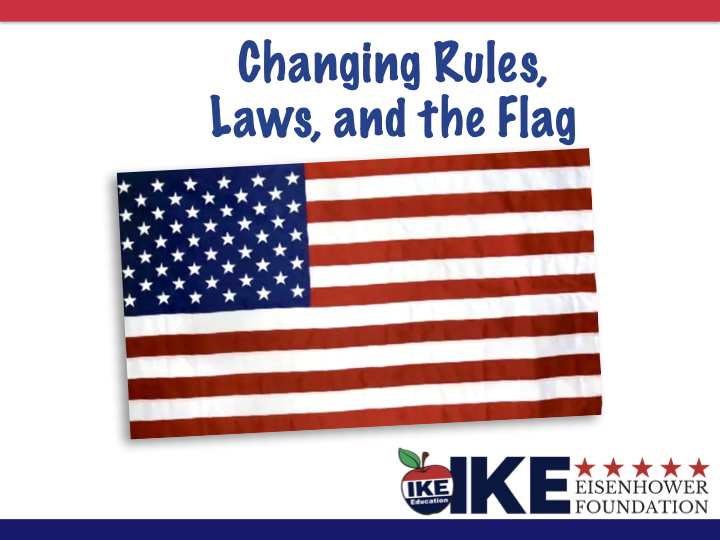 Changing Rules,
Laws, and the Flag
IKE
Education
IKE
EISENHOWER
FOUNDATION